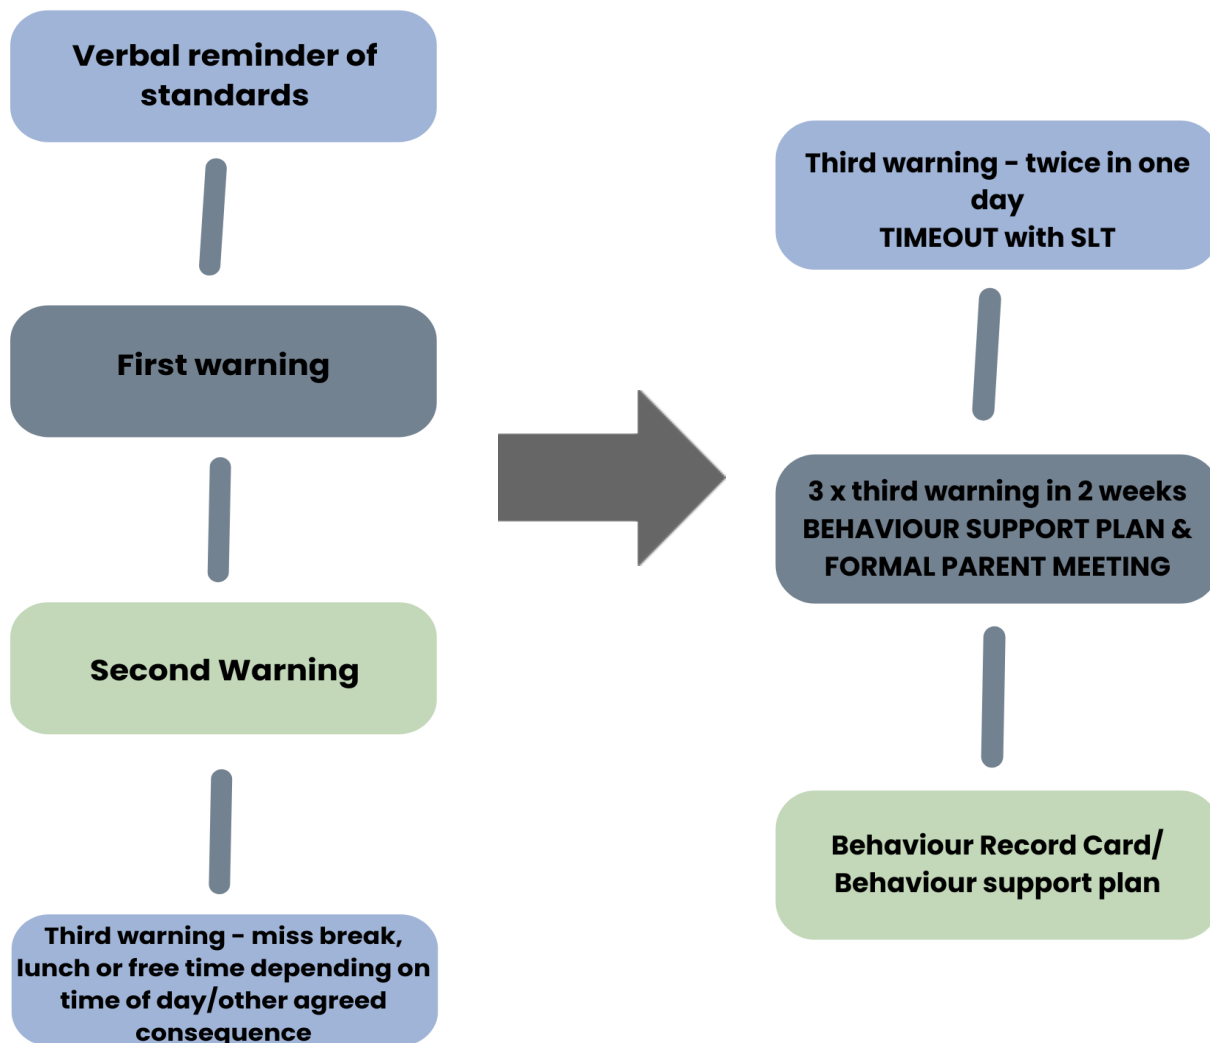 Verbal reminder of
standards
First warning
Second Warning
Third warning - miss break,
lunch or free time depending on
time of day/other agreed
consequence
Third warning - twice in one
day
TIMEOUT with SLT
3 x third warning in 2 weeks
BEHAVIOUR SUPPORT PLAN &
FORMAL PARENT MEETING
Behaviour Record Card/
Behaviour support plan